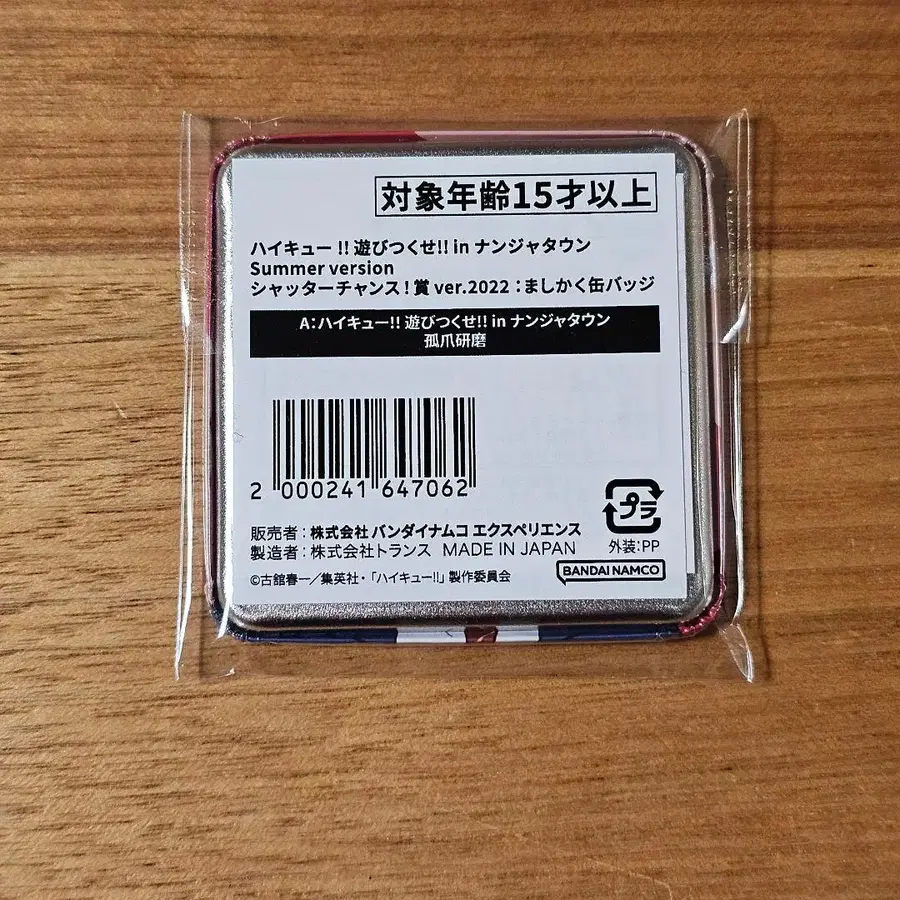 対象年齢15才以上
ハイキュー!! 遊びつくせ!! in ナンジャタウン
Summer version
シャッターチャンス!賞 ver.2022:ましかく缶バッジ
A:ハイキュー!! 遊びつくせ!! in ナンジャタウン
孤爪研磨
2 000241 647062
プラ
外装:PP
販売者:株式会社 バンダイナムコ エクスペリエンス
製造者:株式会社トランス MADE IN JAPAN
©古舘春一/集英社・「ハイキュー!!」製作委員会
BANDAI NAMCO